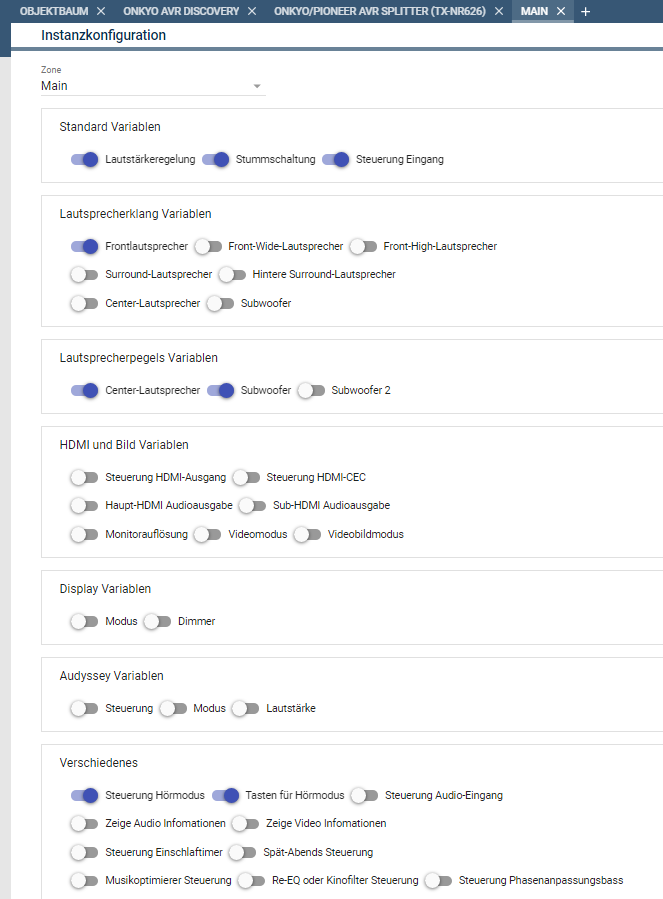 OBJEKTBAUM × ONKYO AVR DISCOVERY × ONKYO/PIONEER AVR SPLITTER (TX-NR626) × MAIN × +
Instanzkonfiguration
Zone
Main
Standard Variablen
Lautstärkeregelung Stummschaltung Steuerung Eingang
Lautsprecherklang Variablen
Frontlautsprecher Front-Wide-Lautsprecher Front-High-Lautsprecher
Surround-Lautsprecher Hintere Surround-Lautsprecher
Center-Lautsprecher Subwoofer
Lautsprecherpegels Variablen
Center-Lautsprecher Subwoofer Subwoofer 2
HDMI und Bild Variablen
Steuerung HDMI-Ausgang Steuerung HDMI-CEC
Haupt-HDMI Audioausgabe Sub-HDMI Audioausgabe
Monitorauflösung Videomodus Videobildmodus
Display Variablen
Modus Dimmer
Audyssey Variablen
Steuerung Modus Lautstärke
Verschiedenes
Steuerung Hörmodus Tasten für Hörmodus Steuerung Audio-Eingang
Zeige Audio Infomationen Zeige Video Infomationen
Steuerung Einschlaftimer Spät-Abends Steuerung
Musikoptimierer Steuerung Re-EQ oder Kinofilter Steuerung Steuerung Phasenanpassungsbass